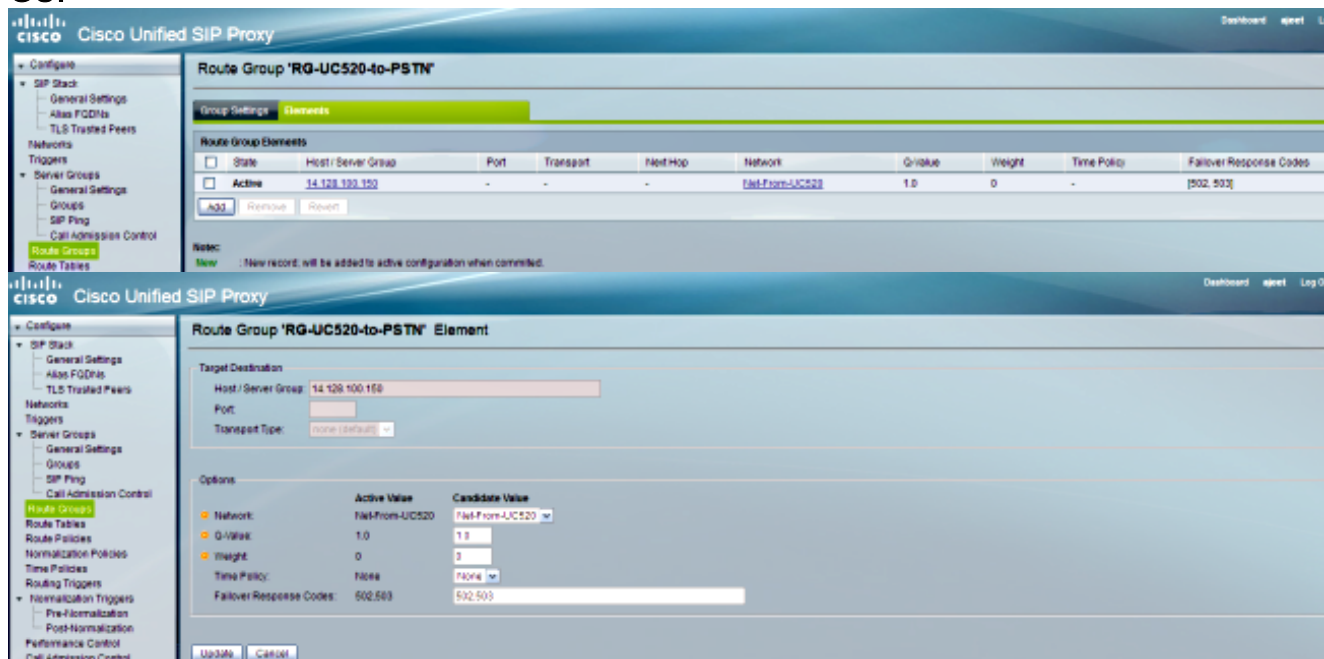 CISCO Cisco Unified SIP Proxy
Dashboard ajeet L
Configure
SIP Stack
General Settings
Alias FQDNs
TLS Trusted Peers
Networks
Triggers
Server Groups
General Settings
Groups
SIP Ping
Call Admission Control
Route Groups
Route Tables
Route Group 'RG-UC520-to-PSTN'
Group Settings Elements
Route Group Elements
State Host / Server Group Port Transport Next Hop Network Q-Value Weight Time Policy Failover Response Codes
Active 14.128.100.150 - - - Net-From-UC520 1.0 0 - [502, 503]
Add Remove Revert
Notes:
New : New record; will be added to active configuration when commited.
CISCO Cisco Unified SIP Proxy
Dashboard ajeet Log O
Configure
SIP Stack
General Settings
Alias FQDNs
TLS Trusted Peers
Networks
Triggers
Server Groups
General Settings
Groups
SIP Ping
Call Admission Control
Route Groups
Route Tables
Route Policies
Normalization Policies
Time Policies
Routing Triggers
Normalization Triggers
Pre-Normalization
Post-Normalization
Performance Control
Call Admission Control
Route Group 'RG-UC520-to-PSTN' Element
Target Destination
Host / Server Group: 14.128.100.150
Port:
Transport Type: none (default)
Options
Active Value Candidate Value
Network: Net-From-UC520 Net-From-UC520
Q-Value: 1.0 1.0
Weight: 0 0
Time Policy: None None
Failover Response Codes: 502,503 502,503
Update Cancel